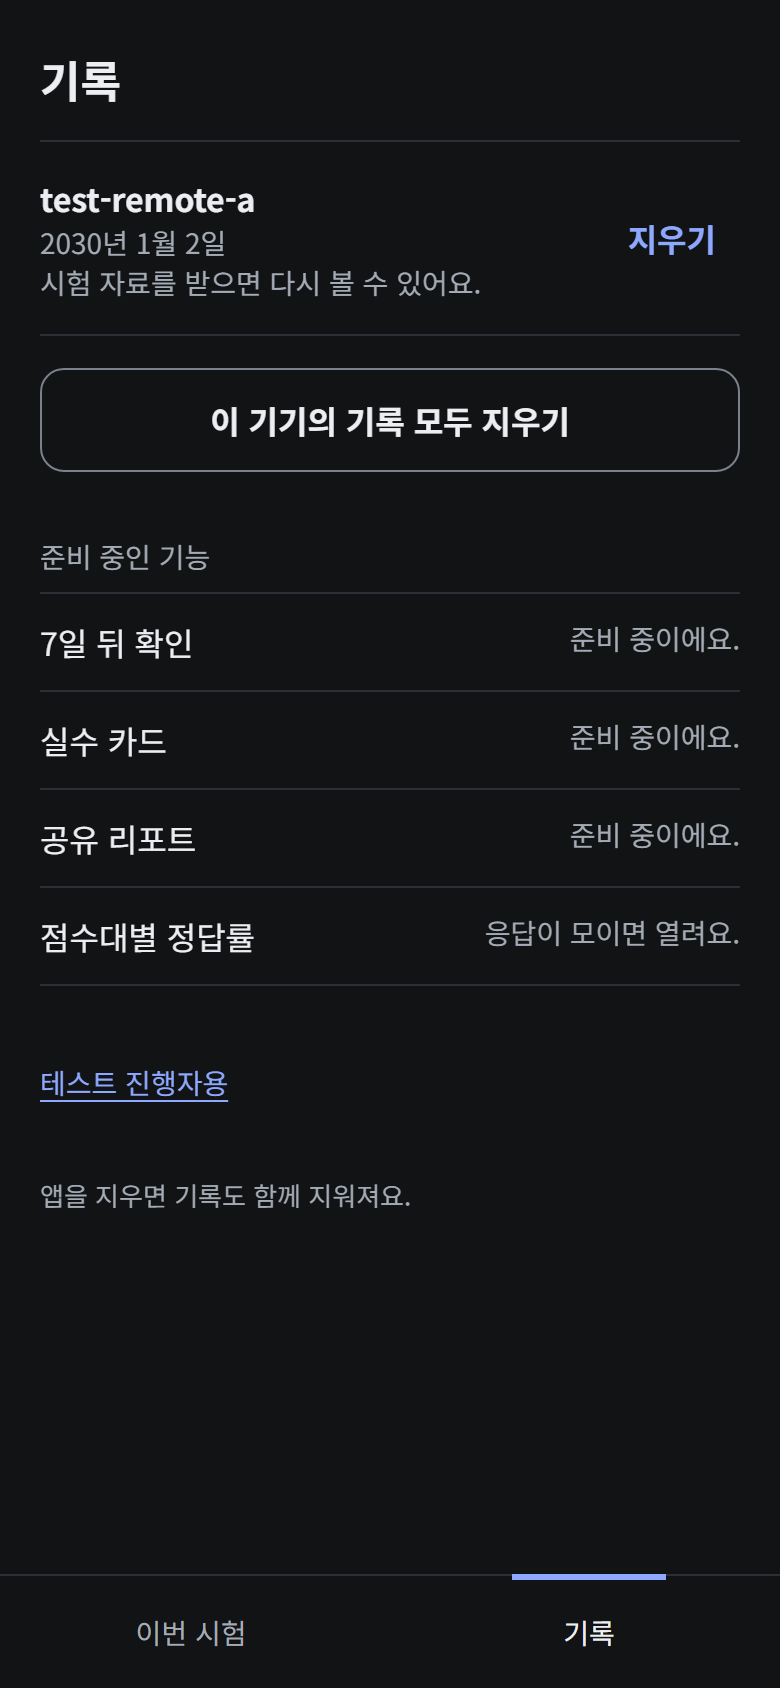 기록
test-remote-a
2030년 1월 2일
시험 자료를 받으면 다시 볼 수 있어요.
지우기
이 기기의 기록 모두 지우기
준비 중인 기능
7일 뒤 확인
준비 중이에요.
실수 카드
준비 중이에요.
공유 리포트
준비 중이에요.
점수대별 정답률
응답이 모이면 열려요.
테스트 진행자용
앱을 지우면 기록도 함께 지워져요.
이번 시험
기록